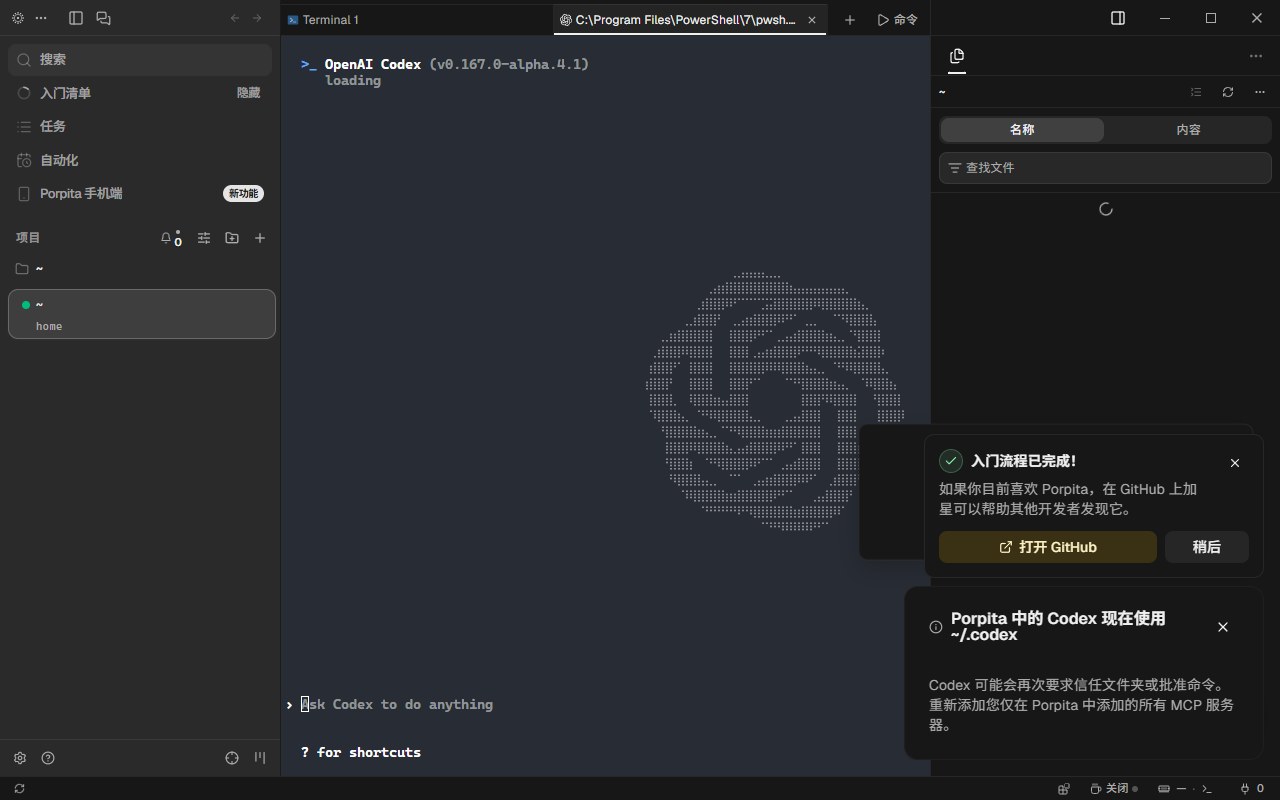 搜索
入门清单 隐藏
任务
自动化
Porpita 手机端 新功能
项目 0
~
~
home
Terminal 1
C:\Program Files\PowerShell\7\pwsh....
命令
>_ OpenAI Codex (v0.167.0-alpha.4.1)
loading
› Ask Codex to do anything
? for shortcuts
~
名称 内容
查找文件
入门流程已完成!
如果你目前喜欢 Porpita，在 GitHub 上加
星可以帮助其他开发者发现它。
打开 GitHub 稍后
Porpita 中的 Codex 现在使用
~/.codex
Codex 可能会再次要求信任文件夹或批准命令。
重新添加您仅在 Porpita 中添加的所有 MCP 服务
器。
关闭 — · 0